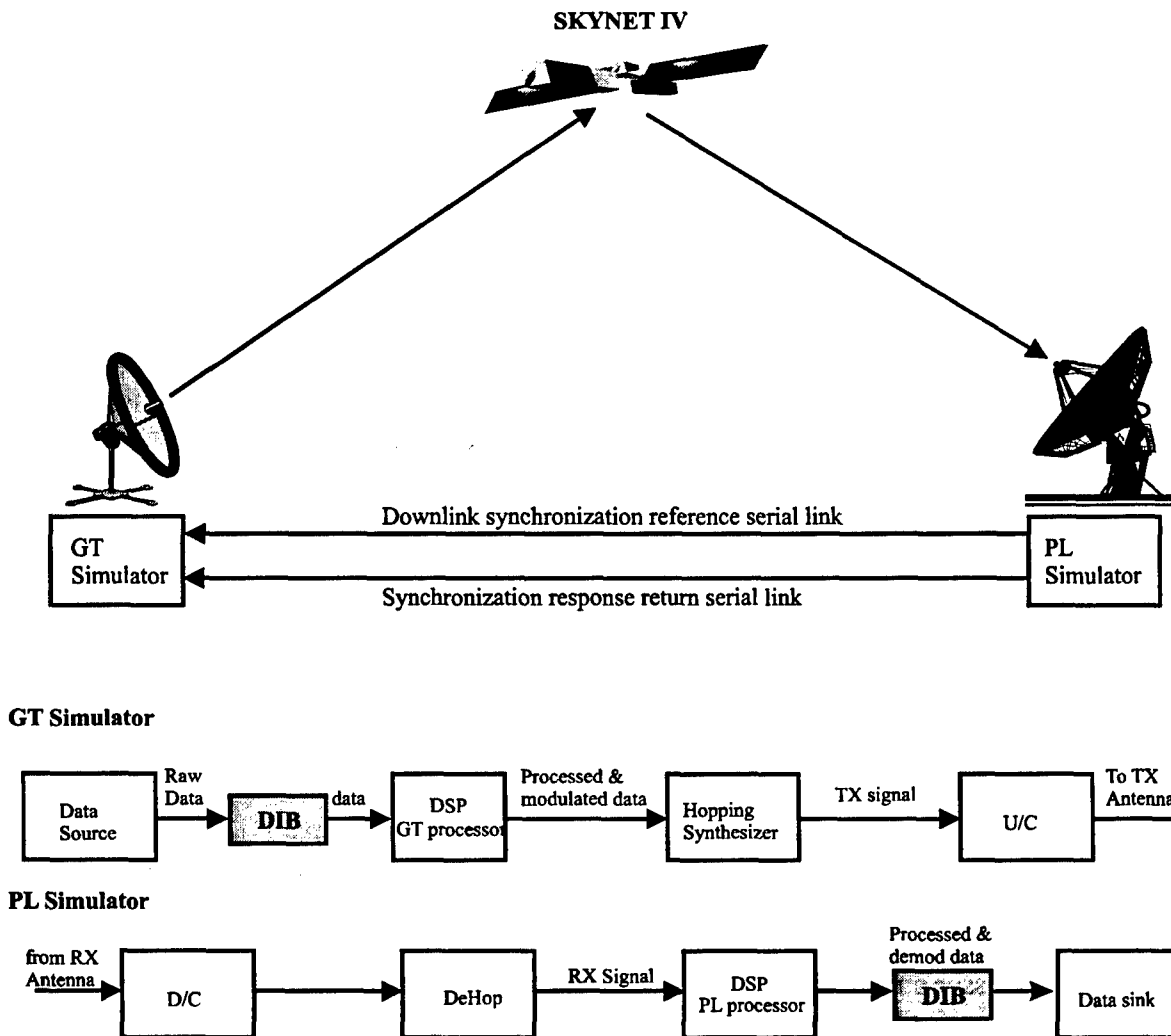 SKYNET IV
GT
Simulator
Downlink synchronization reference serial link
Synchronization response return serial link
PL
Simulator
GT Simulator
Data
Source
Raw
Data
DIB
data
DSP
GT processor
Processed &
modulated data
Hopping
Synthesizer
TX signal
U/C
To TX
Antenna
PL Simulator
from RX
Antenna
D/C
DeHop
RX Signal
DSP
PL processor
Processed &
demod data
DIB
Data sink